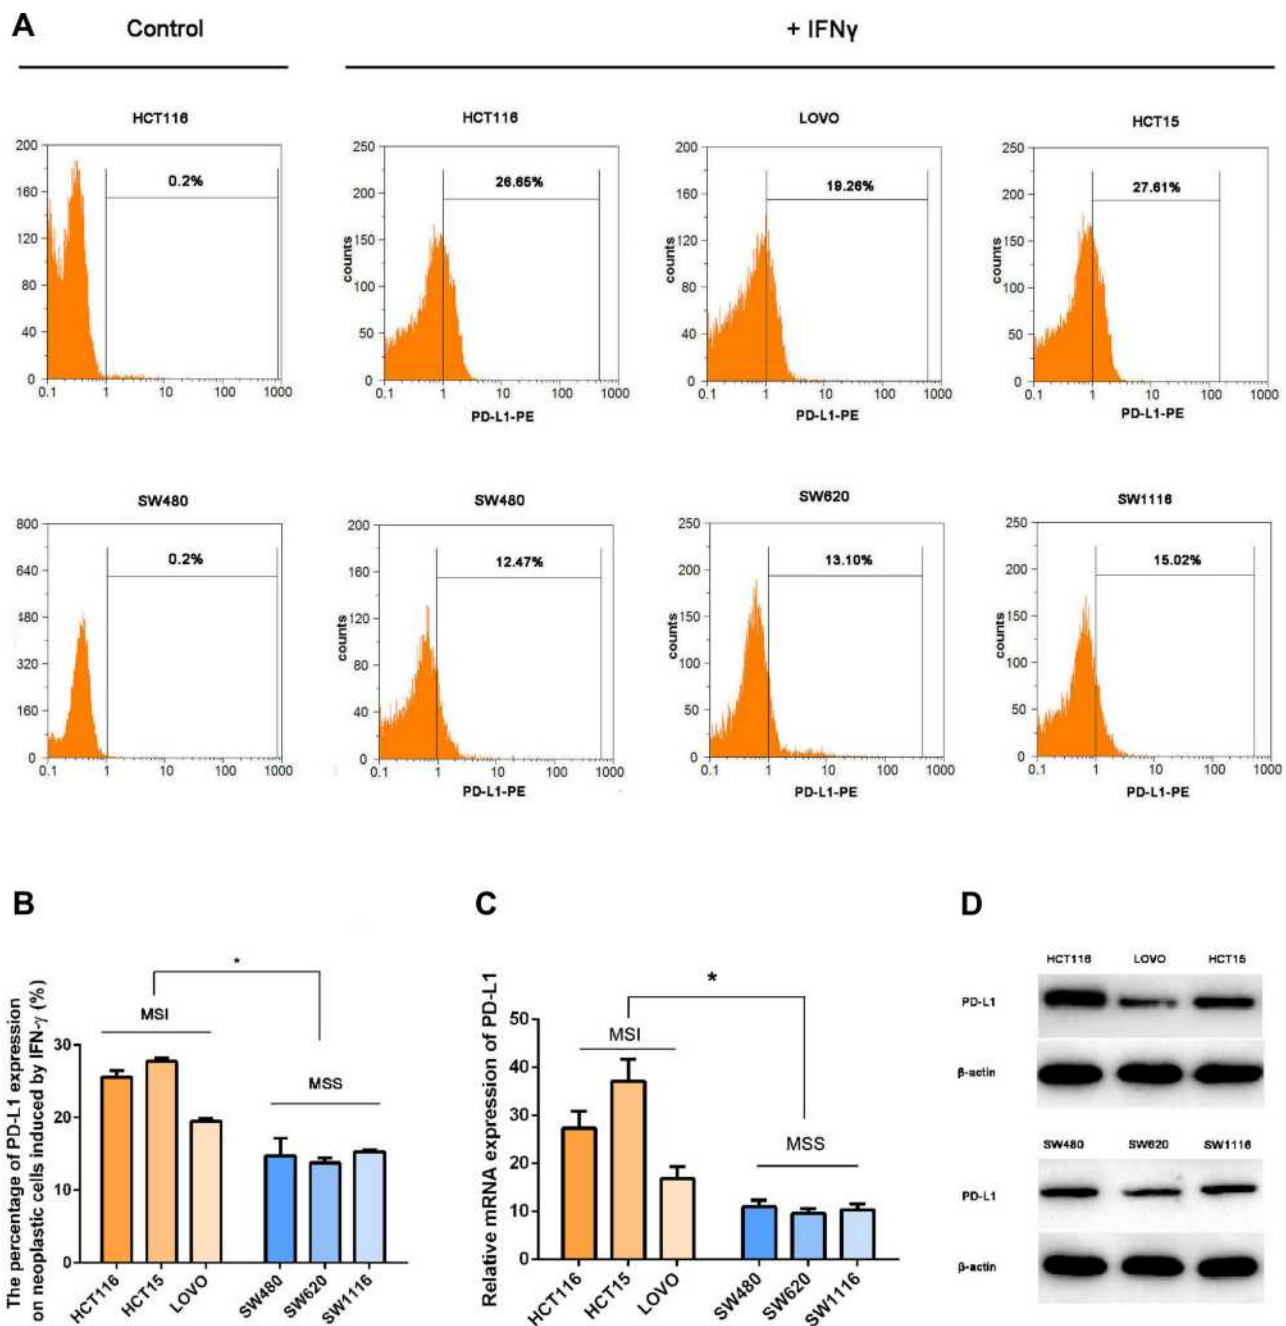 A
Control
+ IFNγ
HCT116
HCT116
LOVO
HCT15
200
160
120
80
40
0
0.2%
0.1 1 10 100 1000
counts
250
200
150
100
50
0
26.65%
0.1 1 10 100 1000
PD-L1-PE
counts
200
160
120
80
40
0
19.26%
0.1 1 10 100 1000
PD-L1-PE
counts
250
200
150
100
50
0
27.61%
0.1 1 10 100 1000
PD-L1-PE
SW480
SW480
SW620
SW1116
800
640
480
320
160
0
0.2%
0.1 1 10 100 1000
counts
200
160
120
80
40
0
12.47%
0.1 1 10 100 1000
PD-L1-PE
counts
250
200
150
100
50
0
13.10%
0.1 1 10 100 1000
PD-L1-PE
counts
250
200
150
100
50
0
15.02%
0.1 1 10 100 1000
PD-L1-PE
B
The percentage of PD-L1 expression
on neoplastic cells induced by IFN-γ (%)
*
MSI
MSS
30
20
10
0
HCT116
HCT15
LOVO
SW480
SW620
SW1116
C
Relative mRNA expression of PD-L1
*
MSI
MSS
50
40
30
20
10
0
HCT116
HCT15
LOVO
SW480
SW620
SW1116
D
HCT116 LOVO HCT15
PD-L1
β-actin
SW480 SW620 SW1116
PD-L1
β-actin